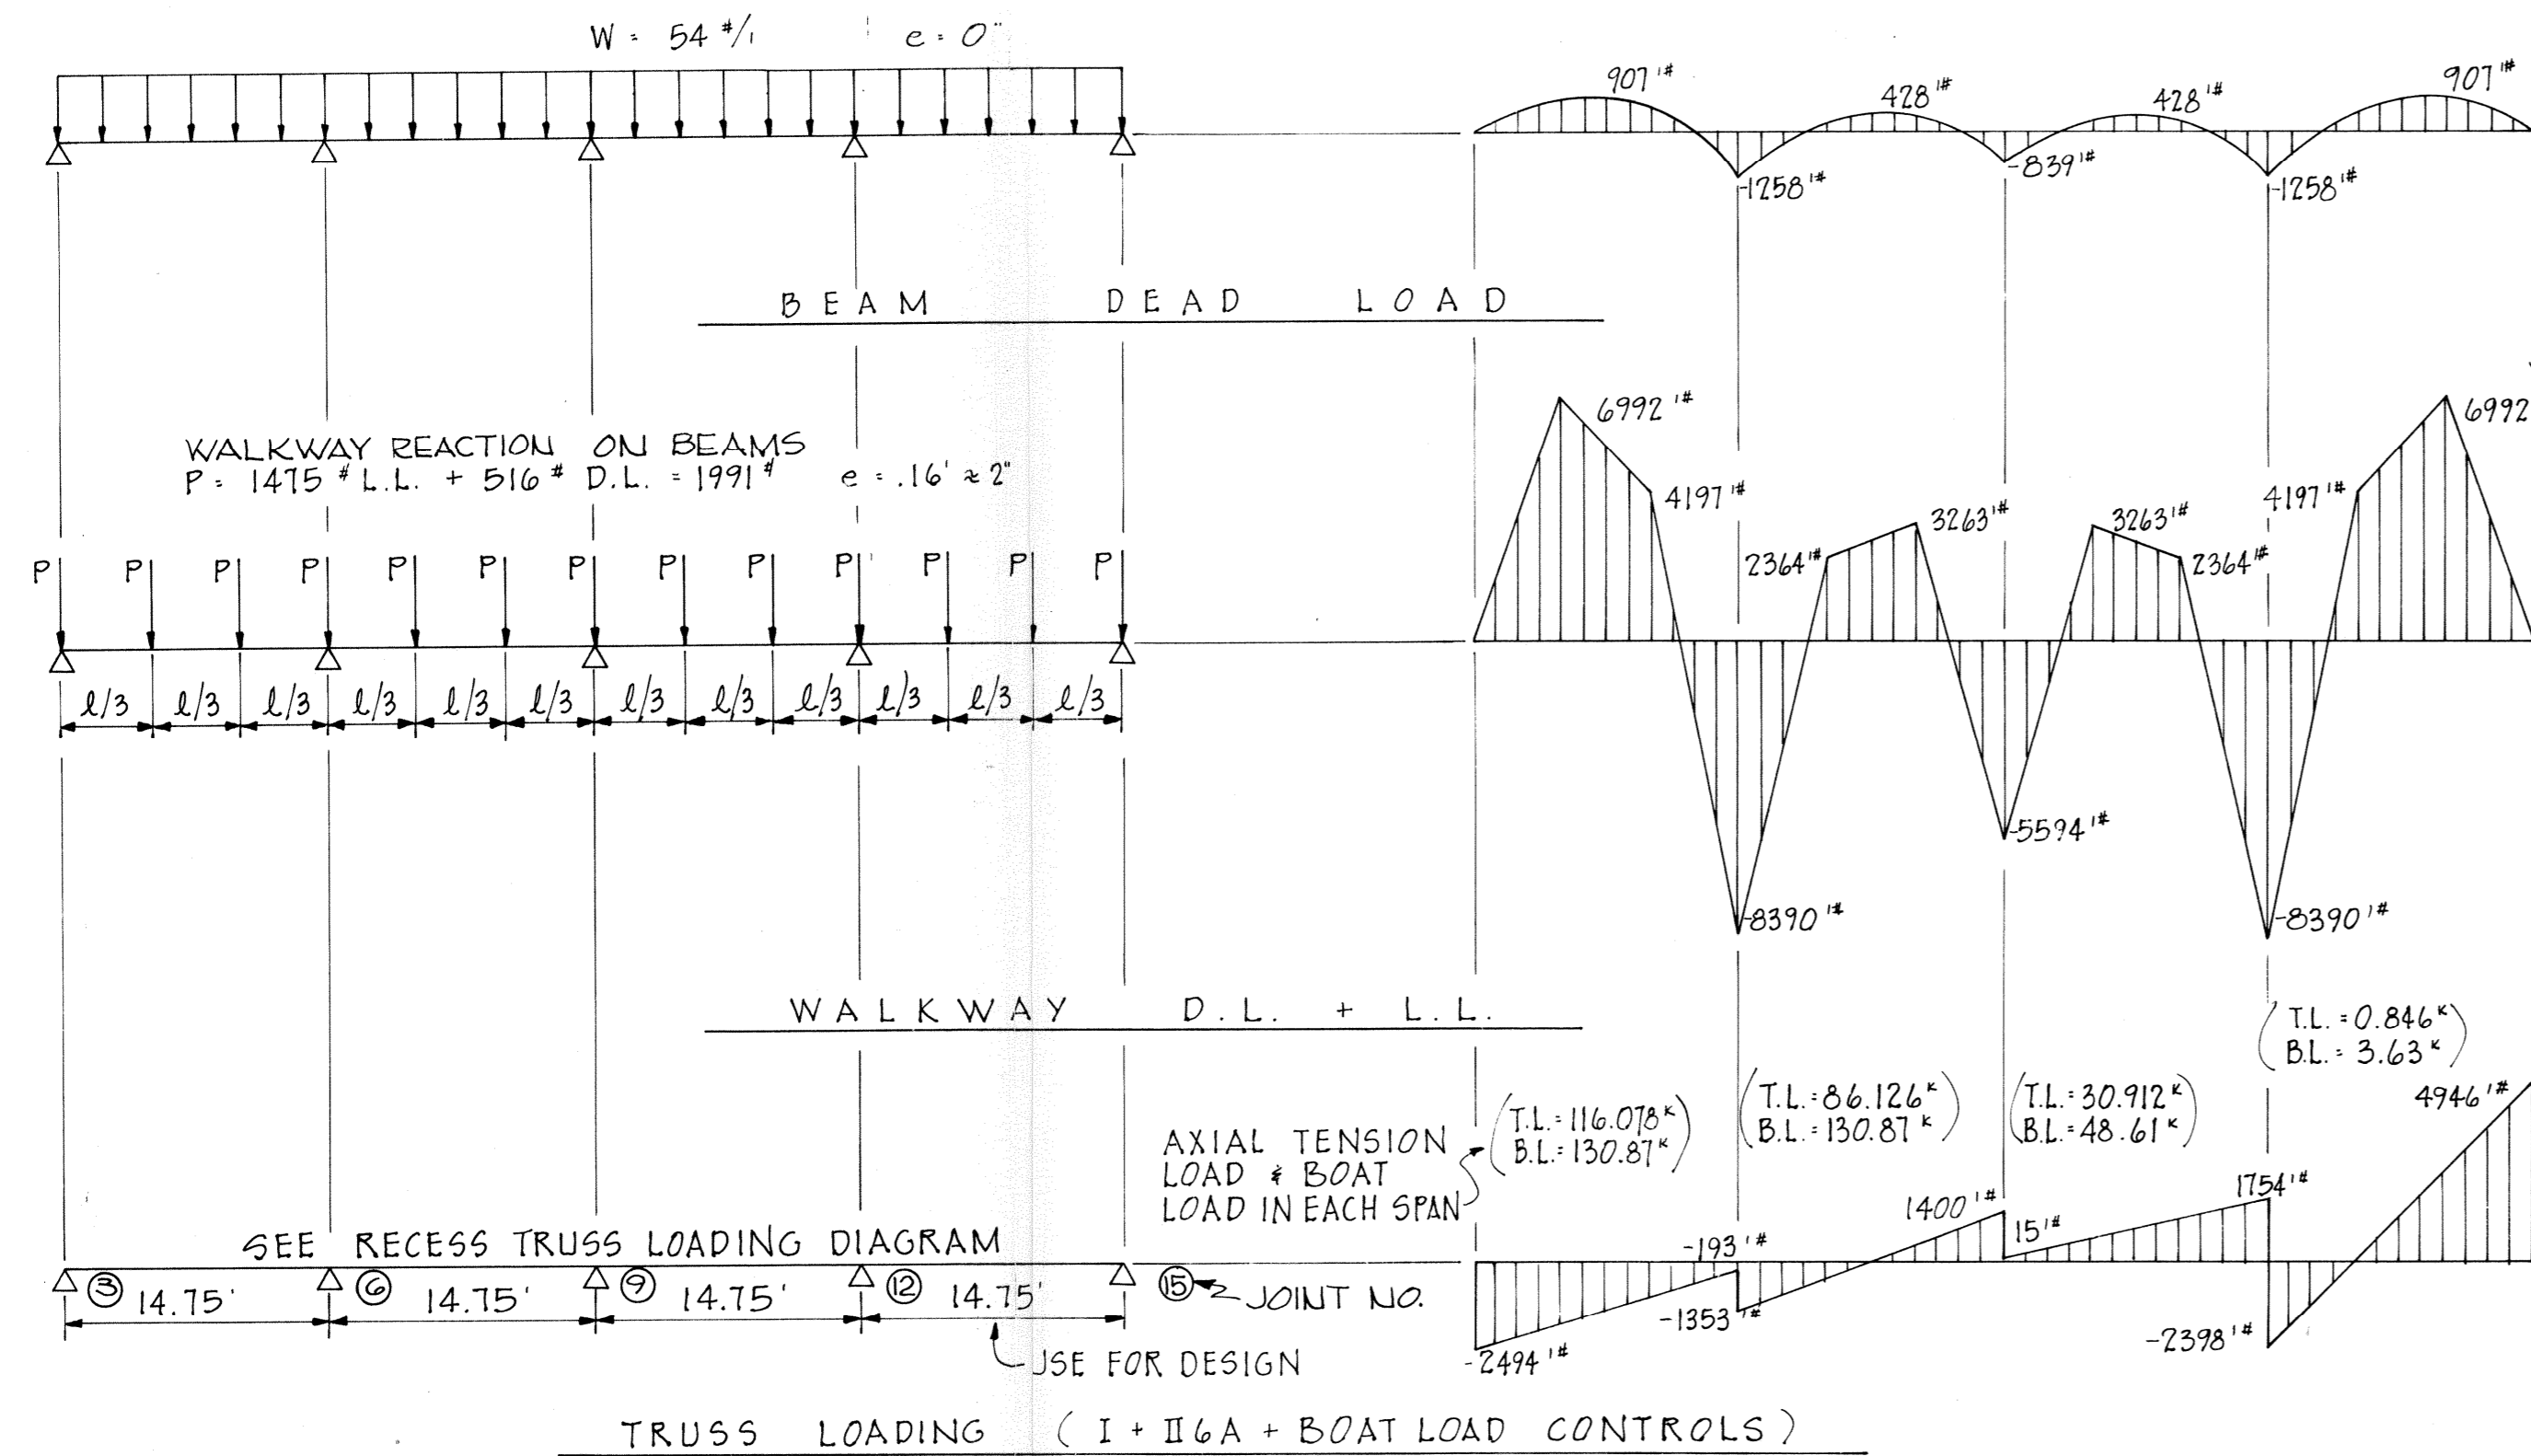 W = 54 #/' e = 0"
907'# 428'# 428'# 907'#
-1258'# -839'# -1258'#
BEAM DEAD LOAD
WALKWAY REACTION ON BEAMS
P = 1475# L.L. + 516# D.L. = 1991# e = .16' ≈ 2"
6992'# 4197'# 2364'# 3263'# 3263'# 2364'# 4197'# 6992
P P P P P P P P P P P P P
l/3 l/3 l/3 l/3 l/3 l/3 l/3 l/3 l/3 l/3 l/3 l/3
-8390'# -5594'# -8390'#
WALKWAY D.L. + L.L.
AXIAL TENSION
LOAD & BOAT
LOAD IN EACH SPAN
(T.L. = 116.078ᴷ
B.L. = 130.87ᴷ)
(T.L. = 86.126ᴷ
B.L. = 130.87ᴷ)
(T.L. = 30.912ᴷ
B.L. = 48.61ᴷ)
(T.L. = 0.846ᴷ
B.L. = 3.63ᴷ)
SEE RECESS TRUSS LOADING DIAGRAM
3 14.75' 6 14.75' 9 14.75' 12 14.75' 15 JOINT NO.
USE FOR DESIGN
-2494'# -193'# -1353'# 1400'# 15'# 1754'# -2398'# 4946'#
TRUSS LOADING (I + II6A + BOAT LOAD CONTROLS)